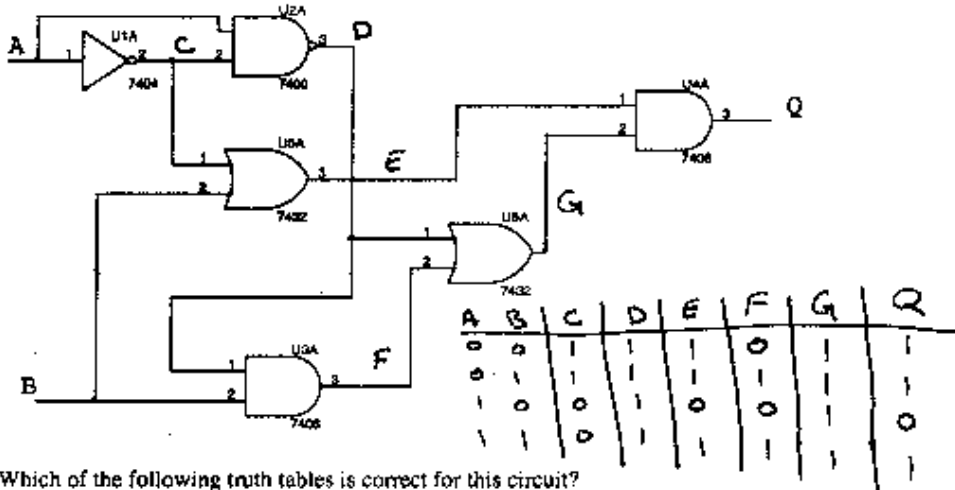 U2A
D
A
U1A
C
1
2
2
3
7404
7400
U4A
1
Q
3
2
7408
U5A
1
E
3
2
7432
G
U6A
1
2
7432
A B C D E F G Q
0 0 1 1 1 0 1 1
0 1 1 1 1 1 1 1
1 0 0 1 0 0 1 0
1 1 0 1 1 1 1 1
U3A
1
F
3
B
2
7408
Which of the following truth tables is correct for this circuit?